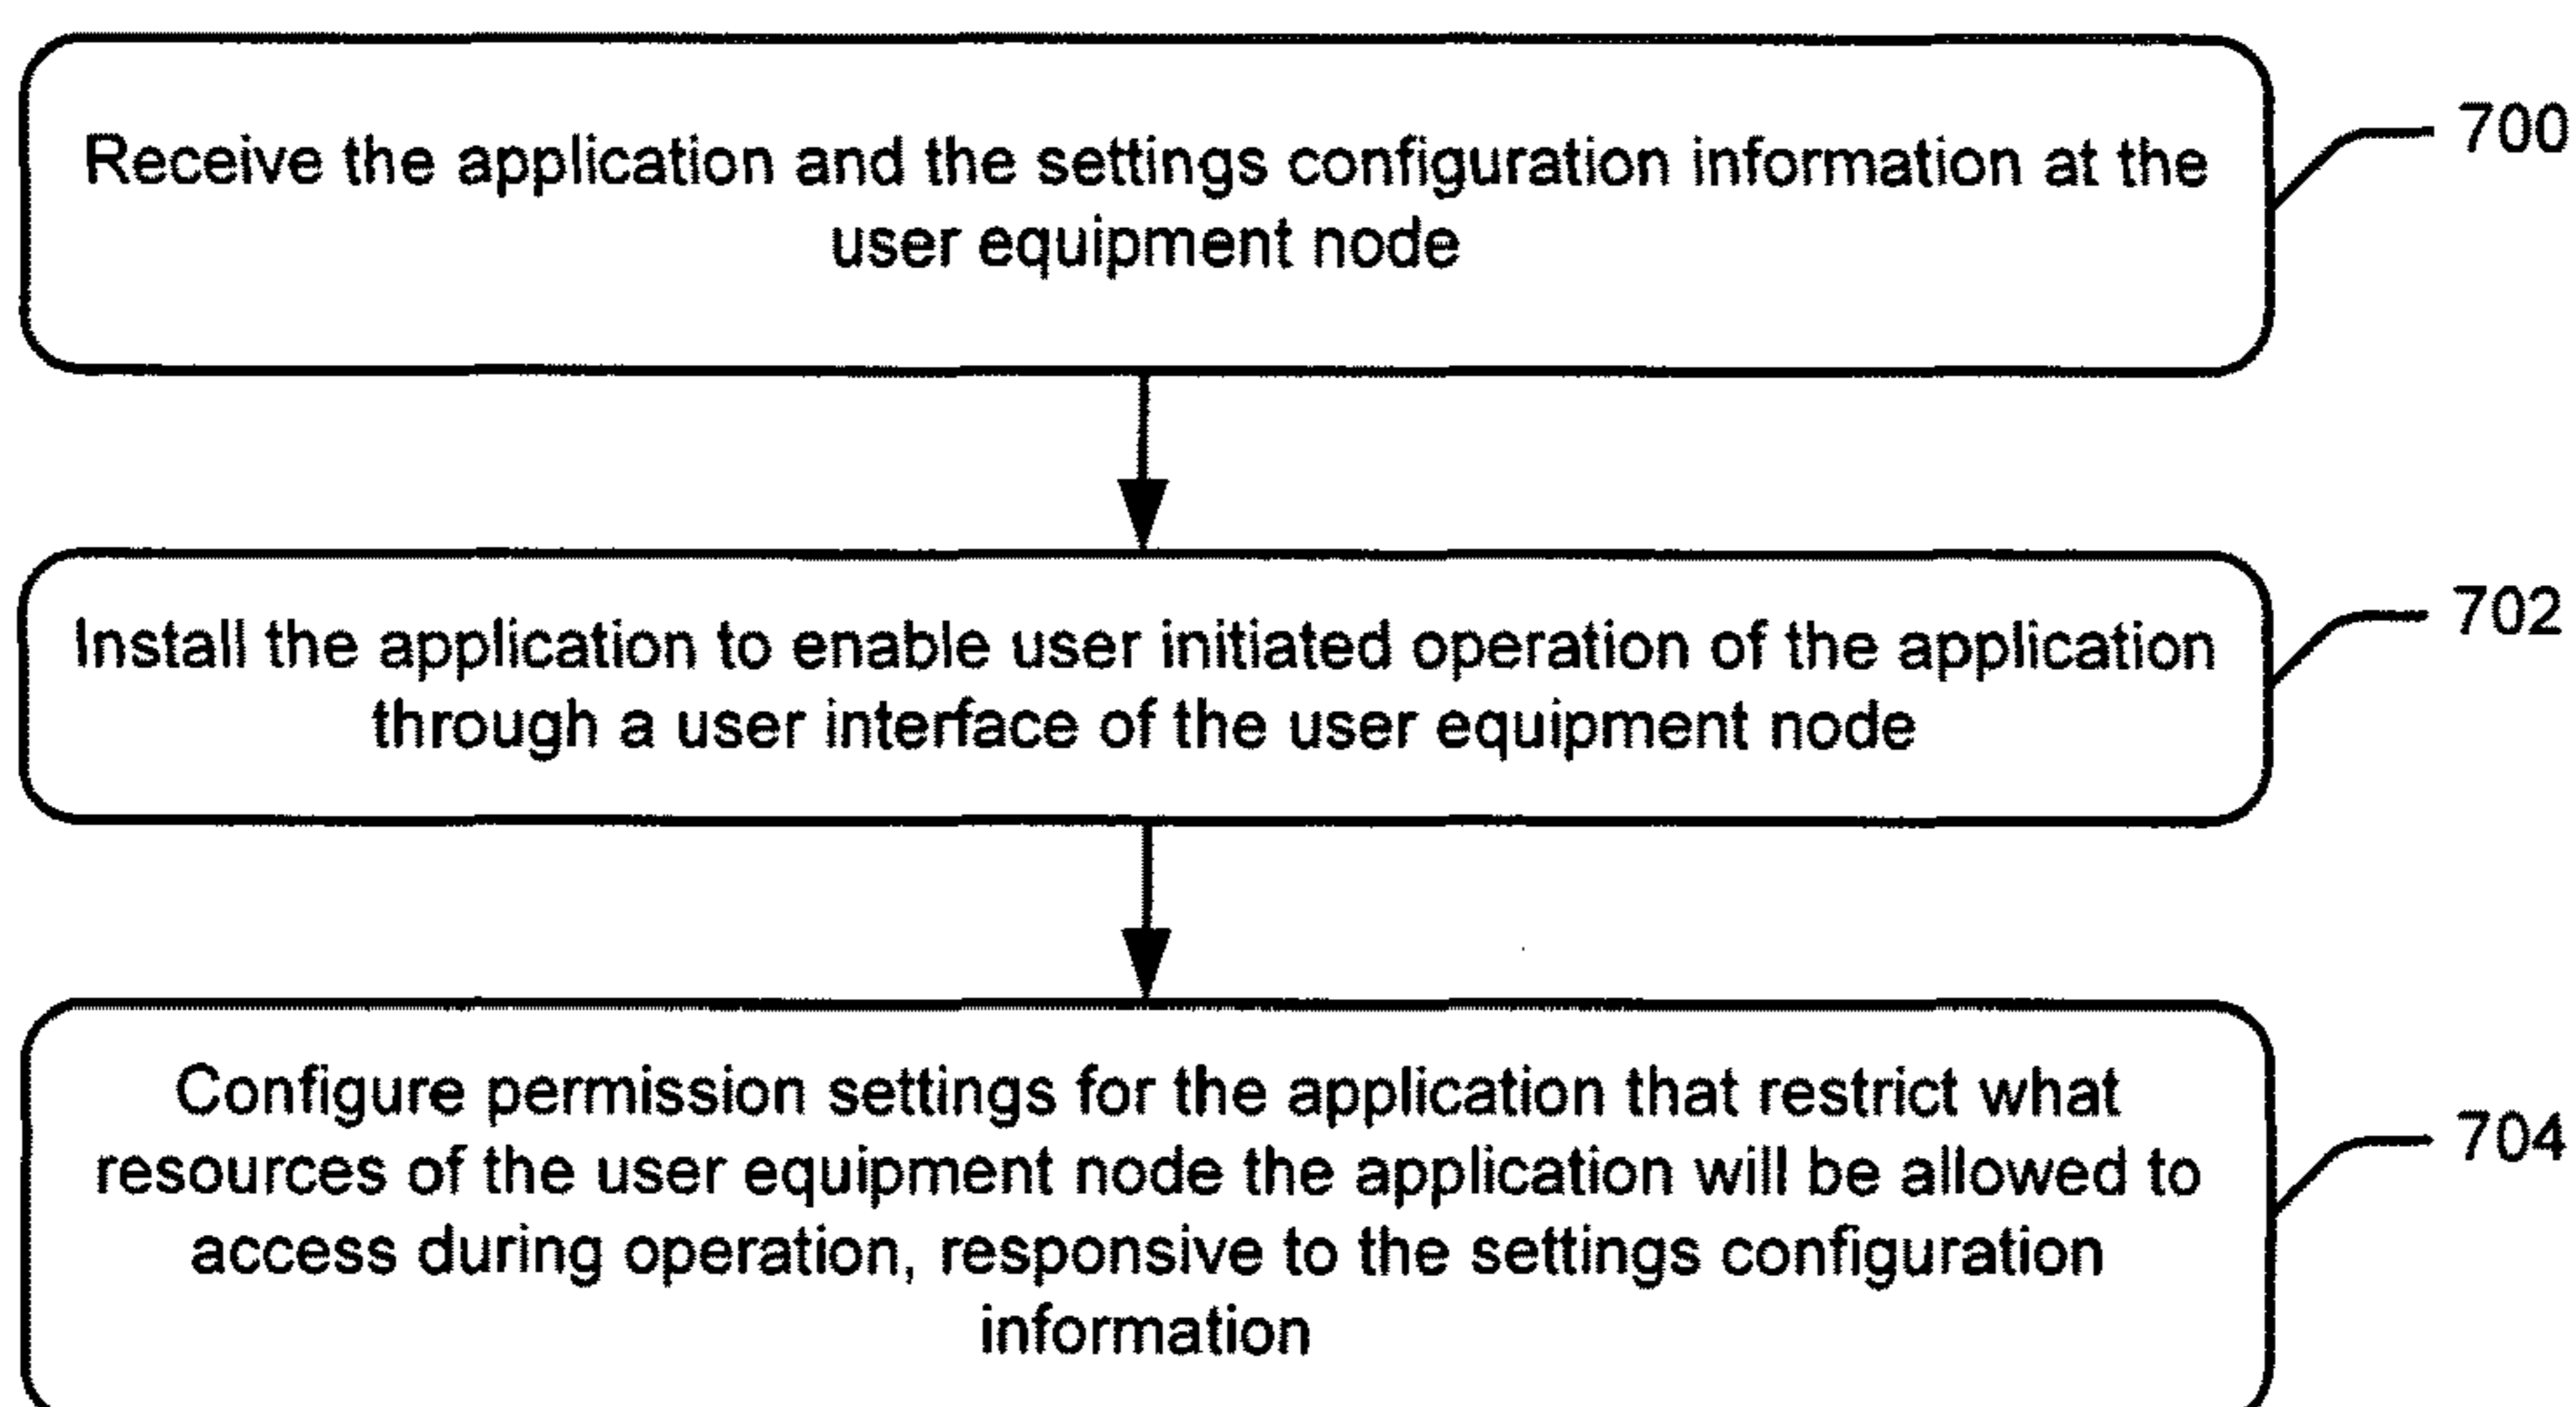 Receive the application and the settings configuration information at the
user equipment node
700
Install the application to enable user initiated operation of the application
through a user interface of the user equipment node
702
Configure permission settings for the application that restrict what
resources of the user equipment node the application will be allowed to
access during operation, responsive to the settings configuration
information
704